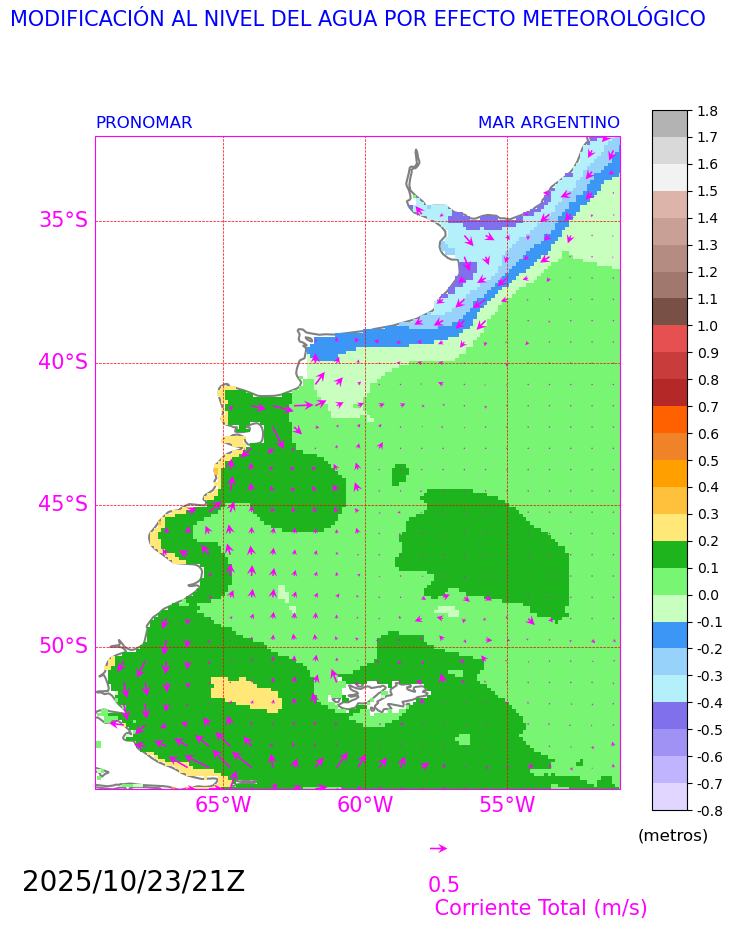 MODIFICACIÓN AL NIVEL DEL AGUA POR EFECTO METEOROLÓGICO
PRONOMAR
MAR ARGENTINO
1.8
1.7
1.6
1.5
1.4
1.3
1.2
1.1
1.0
0.9
0.8
0.7
0.6
0.5
0.4
0.3
0.2
0.1
0.0
-0.1
-0.2
-0.3
-0.4
-0.5
-0.6
-0.7
-0.8
(metros)
35°S
40°S
45°S
50°S
65°W
60°W
55°W
2025/10/23/21Z
0.5
Corriente Total (m/s)